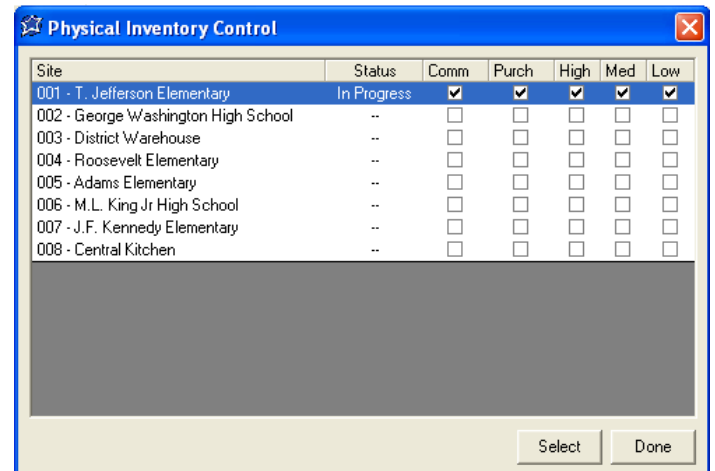 Physical Inventory Control
Site Status Comm Purch High Med Low
001 - T. Jefferson Elementary In Progress
002 - George Washington High School --
003 - District Warehouse --
004 - Roosevelt Elementary --
005 - Adams Elementary --
006 - M.L. King Jr High School --
007 - J.F. Kennedy Elementary --
008 - Central Kitchen --
Select Done